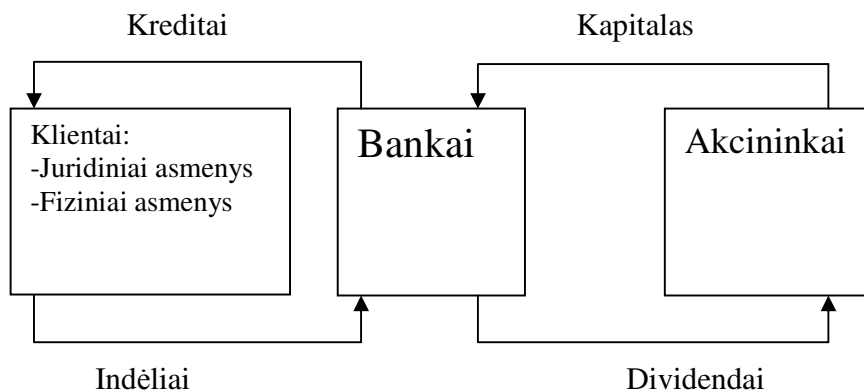 Kreditai
Kapitalas
Klientai:
-Juridiniai asmenys
-Fiziniai asmenys
Bankai
Akcininkai
Indėliai
Dividendai